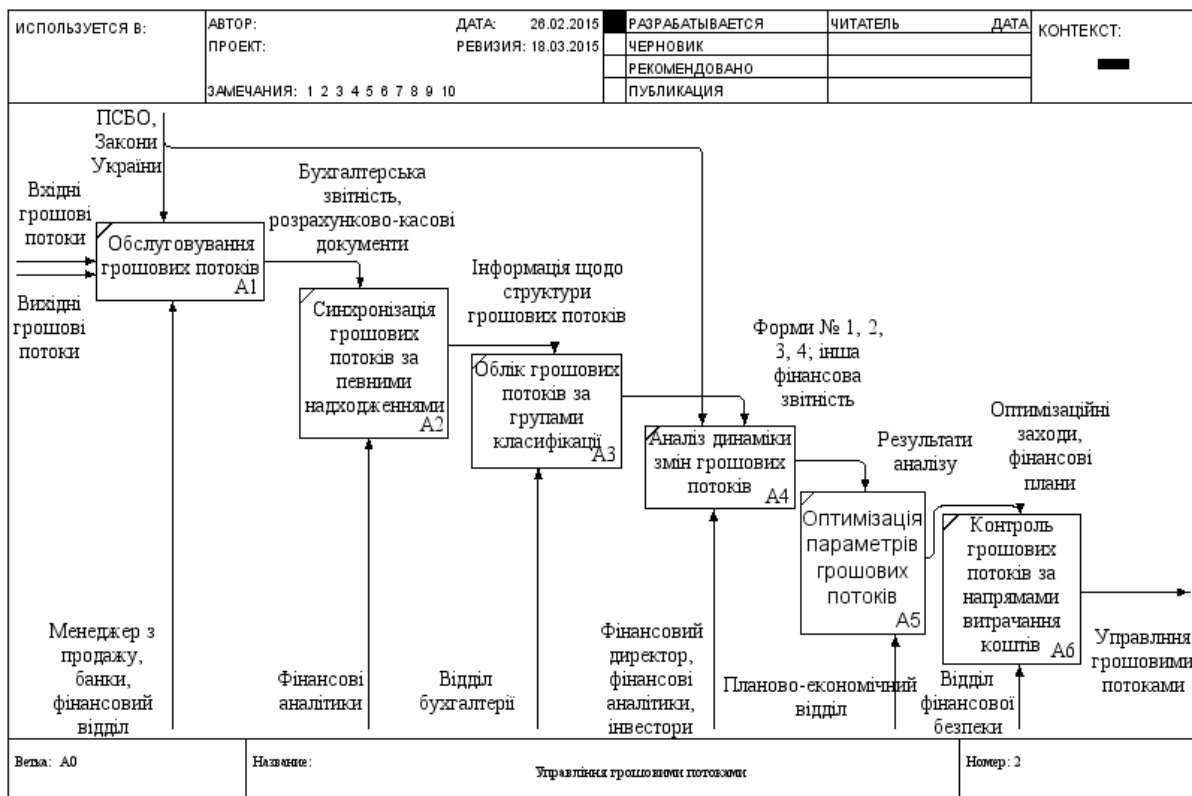 ИСПОЛЬЗУЕТСЯ В:
АВТОР:
ДАТА: 26.02.2015
ПРОЕКТ:
РЕВИЗИЯ: 18.03.2015
ЗАМЕЧАНИЯ: 1 2 3 4 5 6 7 8 9 10
РАЗРАБАТЫВАЕТСЯ
ЧЕРНОВИК
РЕКОМЕНДОВАНО
ПУБЛИКАЦИЯ
ЧИТАТЕЛЬ
ДАТА
КОНТЕКСТ:
ПСБО,
Закони
України
Вхідні
грошові
потоки
Вихідні
грошові
потоки
Обслуговування
грошових потоків
А1
Бухгалтерська
звітність,
розрахунково-касові
документи
Синхронізація
грошових
потоків за
певними
надходженнями
А2
Інформація щодо
структури
грошових потоків
Облік грошових
потоків за
групами
класифікації
А3
Форми № 1, 2,
3, 4; інша
фінансова
звітність
Аналіз динаміки
змін грошових
потоків
А4
Результати
аналізу
Оптимізація
параметрів
грошових
потоків
А5
Оптимізаційні
заходи,
фінансові
плани
Контроль
грошових
потоків за
напрямами
витрачання
коштів
А6
Управлння
грошовими
потоками
Менеджер з
продажу,
банки,
фінансовий
відділ
Фінансові
аналітики
Відділ
бухгалтерії
Фінансовий
директор,
фінансові
аналітики,
інвестори
Планово-економічний
відділ
Відділ
фінансової
безпеки
Ветка: А0
Название:
Управління грошовими потоками
Номер: 2